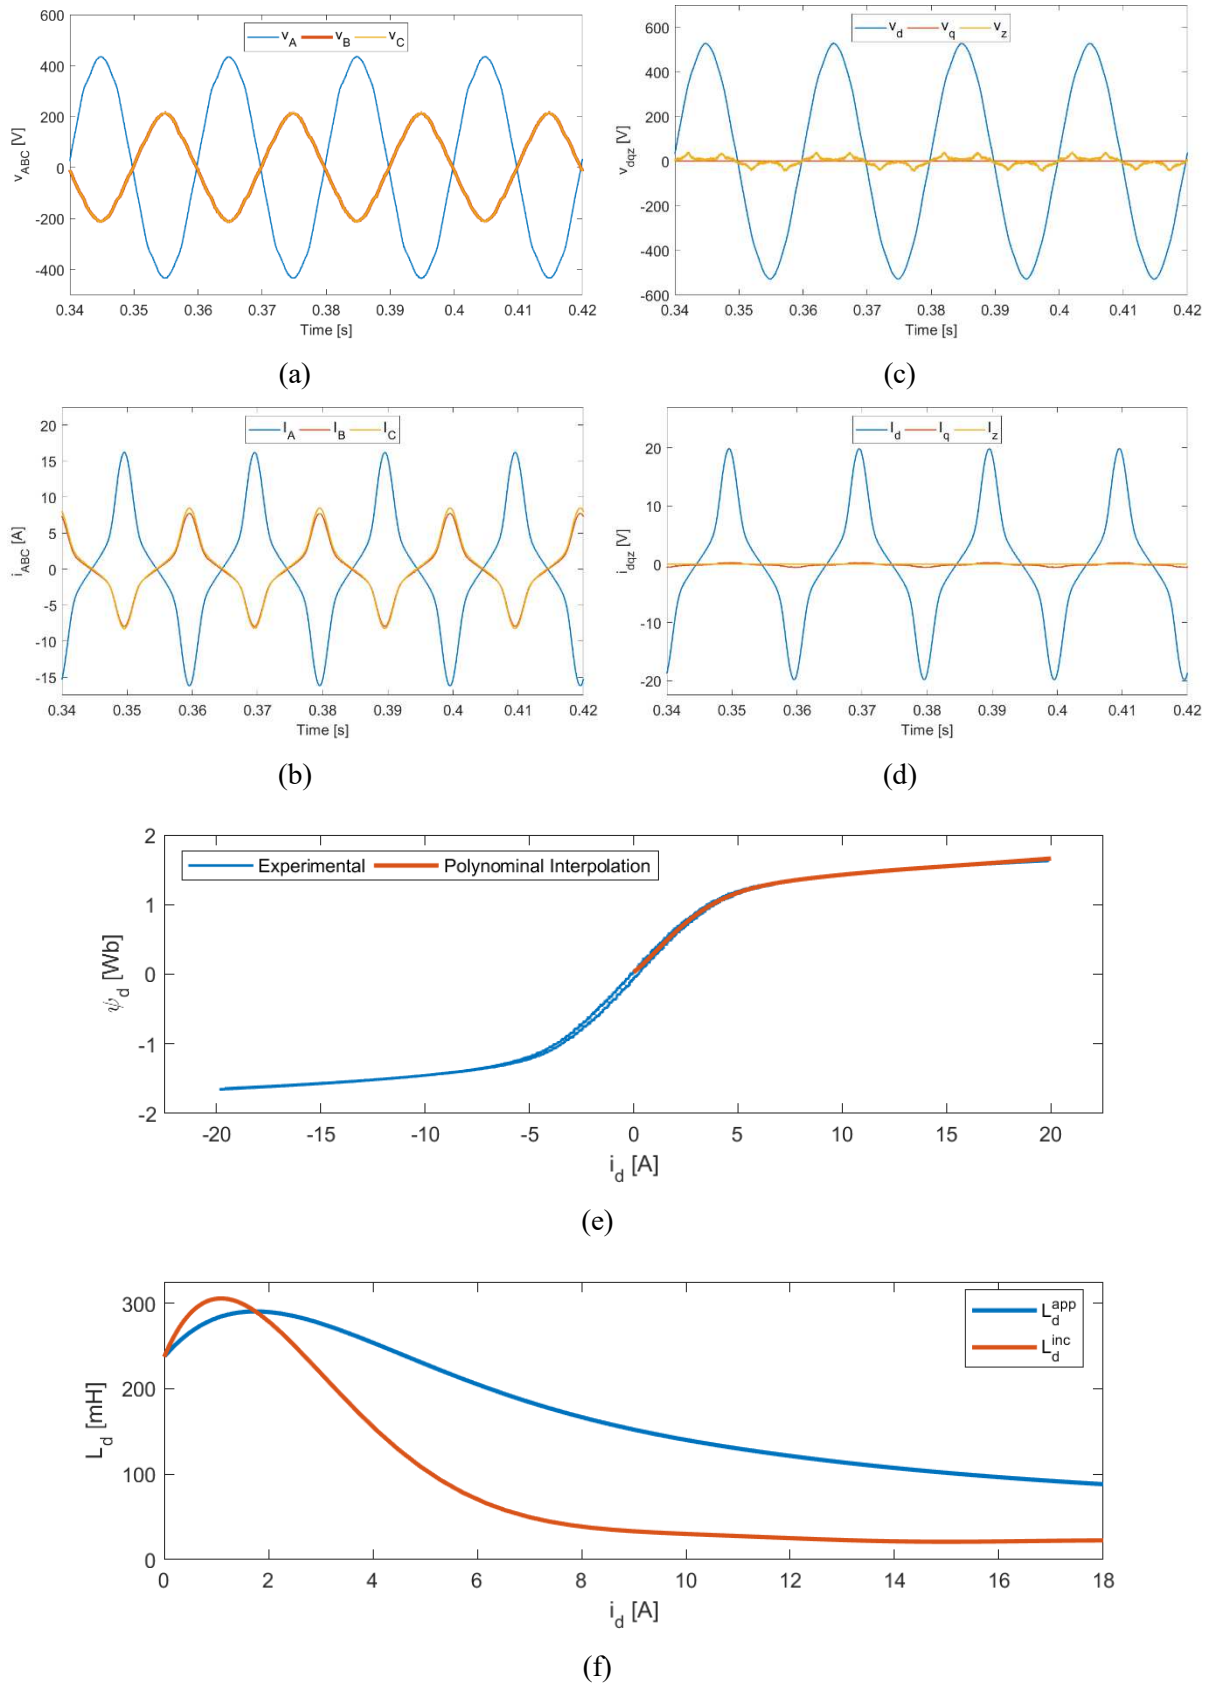 v_A v_B v_C
600
400
200
0
-200
-400
v_ABC [V]
0.34 0.35 0.36 0.37 0.38 0.39 0.4 0.41 0.42
Time [s]
(a)
v_d v_q v_z
600
400
200
0
-200
-400
-600
v_dqz [V]
0.34 0.35 0.36 0.37 0.38 0.39 0.4 0.41 0.42
Time [s]
(c)
I_A I_B I_C
20
15
10
5
0
-5
-10
-15
i_ABC [A]
0.34 0.35 0.36 0.37 0.38 0.39 0.4 0.41 0.42
Time [s]
(b)
I_d I_q I_z
20
10
0
-10
-20
i_dqz [V]
0.34 0.35 0.36 0.37 0.38 0.39 0.4 0.41 0.42
Time [s]
(d)
Experimental Polynominal Interpolation
2
1
0
-1
-2
ψ_d [Wb]
-20 -15 -10 -5 0 5 10 15 20
i_d [A]
(e)
L_d^app
L_d^inc
300
200
100
0
L_d [mH]
0 2 4 6 8 10 12 14 16 18
i_d [A]
(f)